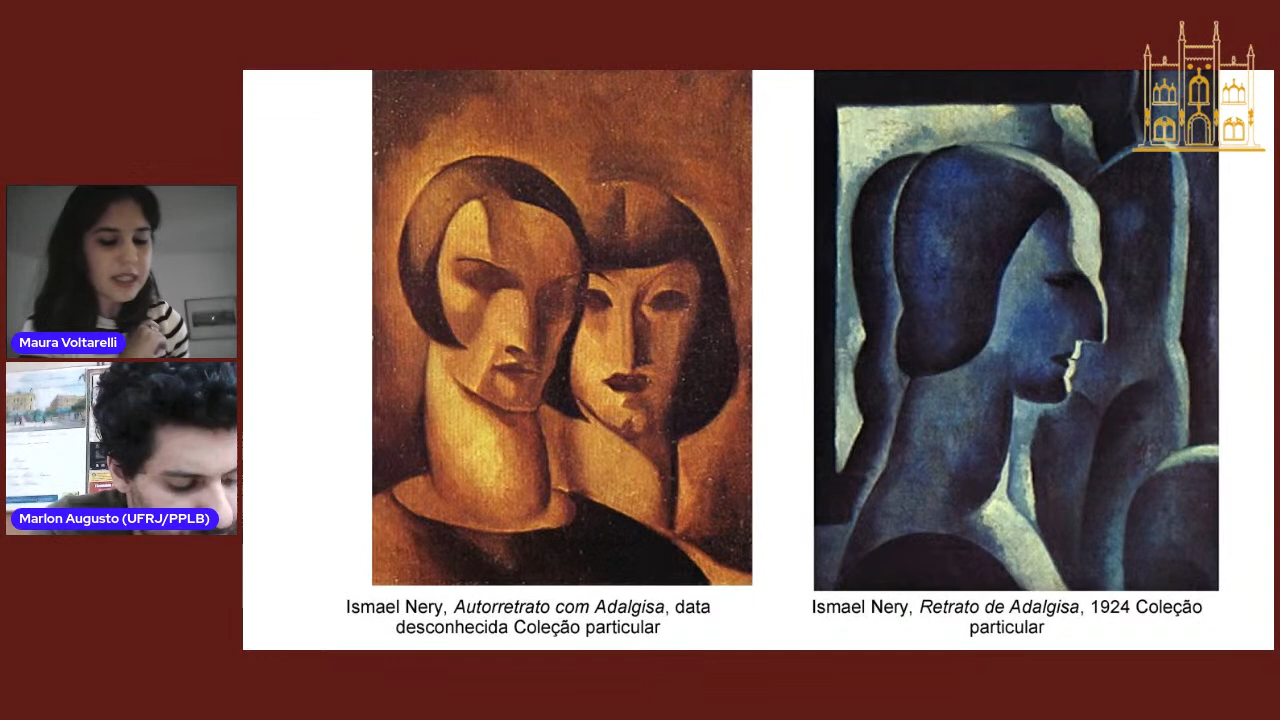 Maura Voltarelli
Marlon Augusto (UFRJ/PPLB)
Ismael Nery, Autorretrato com Adalgisa, data
desconhecida Coleção particular
Ismael Nery, Retrato de Adalgisa, 1924 Coleção
particular